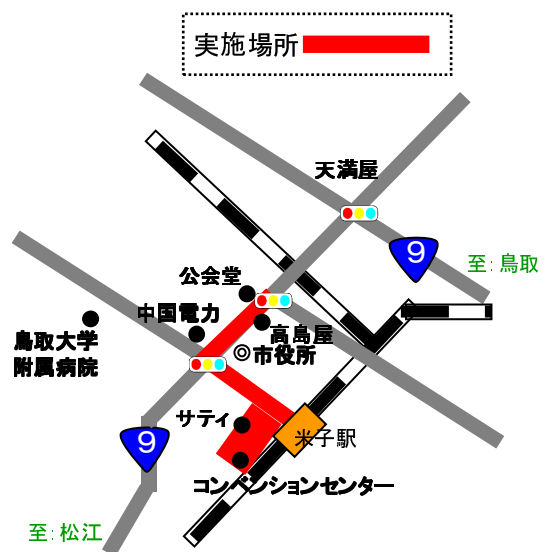 実施場所
天満屋
9
至:鳥取
公会堂
中国電力
高島屋
鳥取大学
附属病院
市役所
サティ
9
米子駅
コンベンションセンター
至:松江